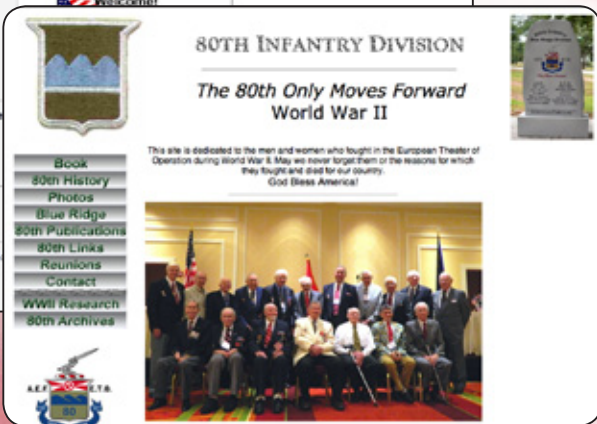 Welcome!
80TH INFANTRY DIVISION
The 80th Only Moves Forward
World War II
This site is dedicated to the men and women who fought in the European Theater of
Operation during World War II. May we never forget them or the reasons for which
they fought and died for our country.
God Bless America!
Book
80th History
Photos
Blue Ridge
80th Publications
80th Links
Reunions
Contact
WWII Research
80th Archives
A.E.F.
E.T.O.
80